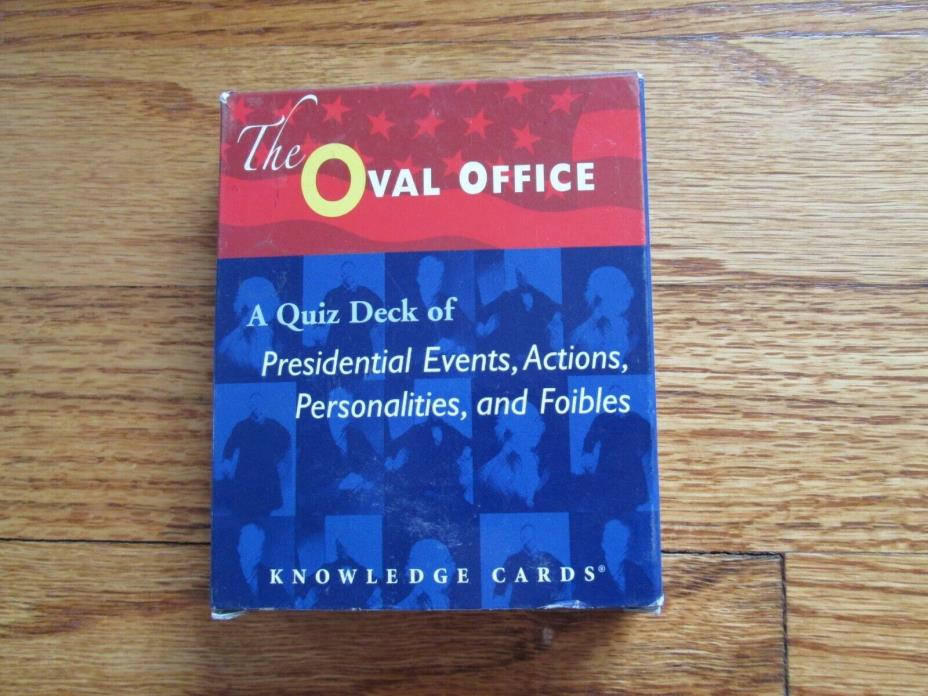 The Oval Office
A Quiz Deck of
Presidential Events, Actions,
Personalities, and Foibles
KNOWLEDGE CARDS®